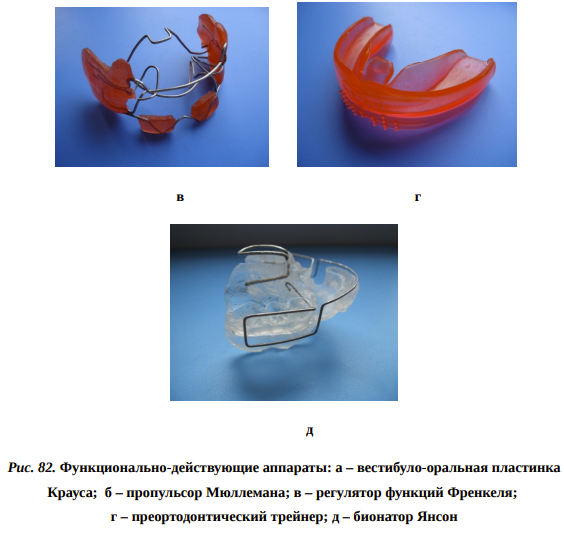 в
г
д
Рис. 82. Функционально-действующие аппараты: а – вестибуло-оральная пластинка
Крауса; б – пропульсор Мюллемана; в – регулятор функций Френкеля;
г – преортодонтический трейнер; д – бионатор Янсон